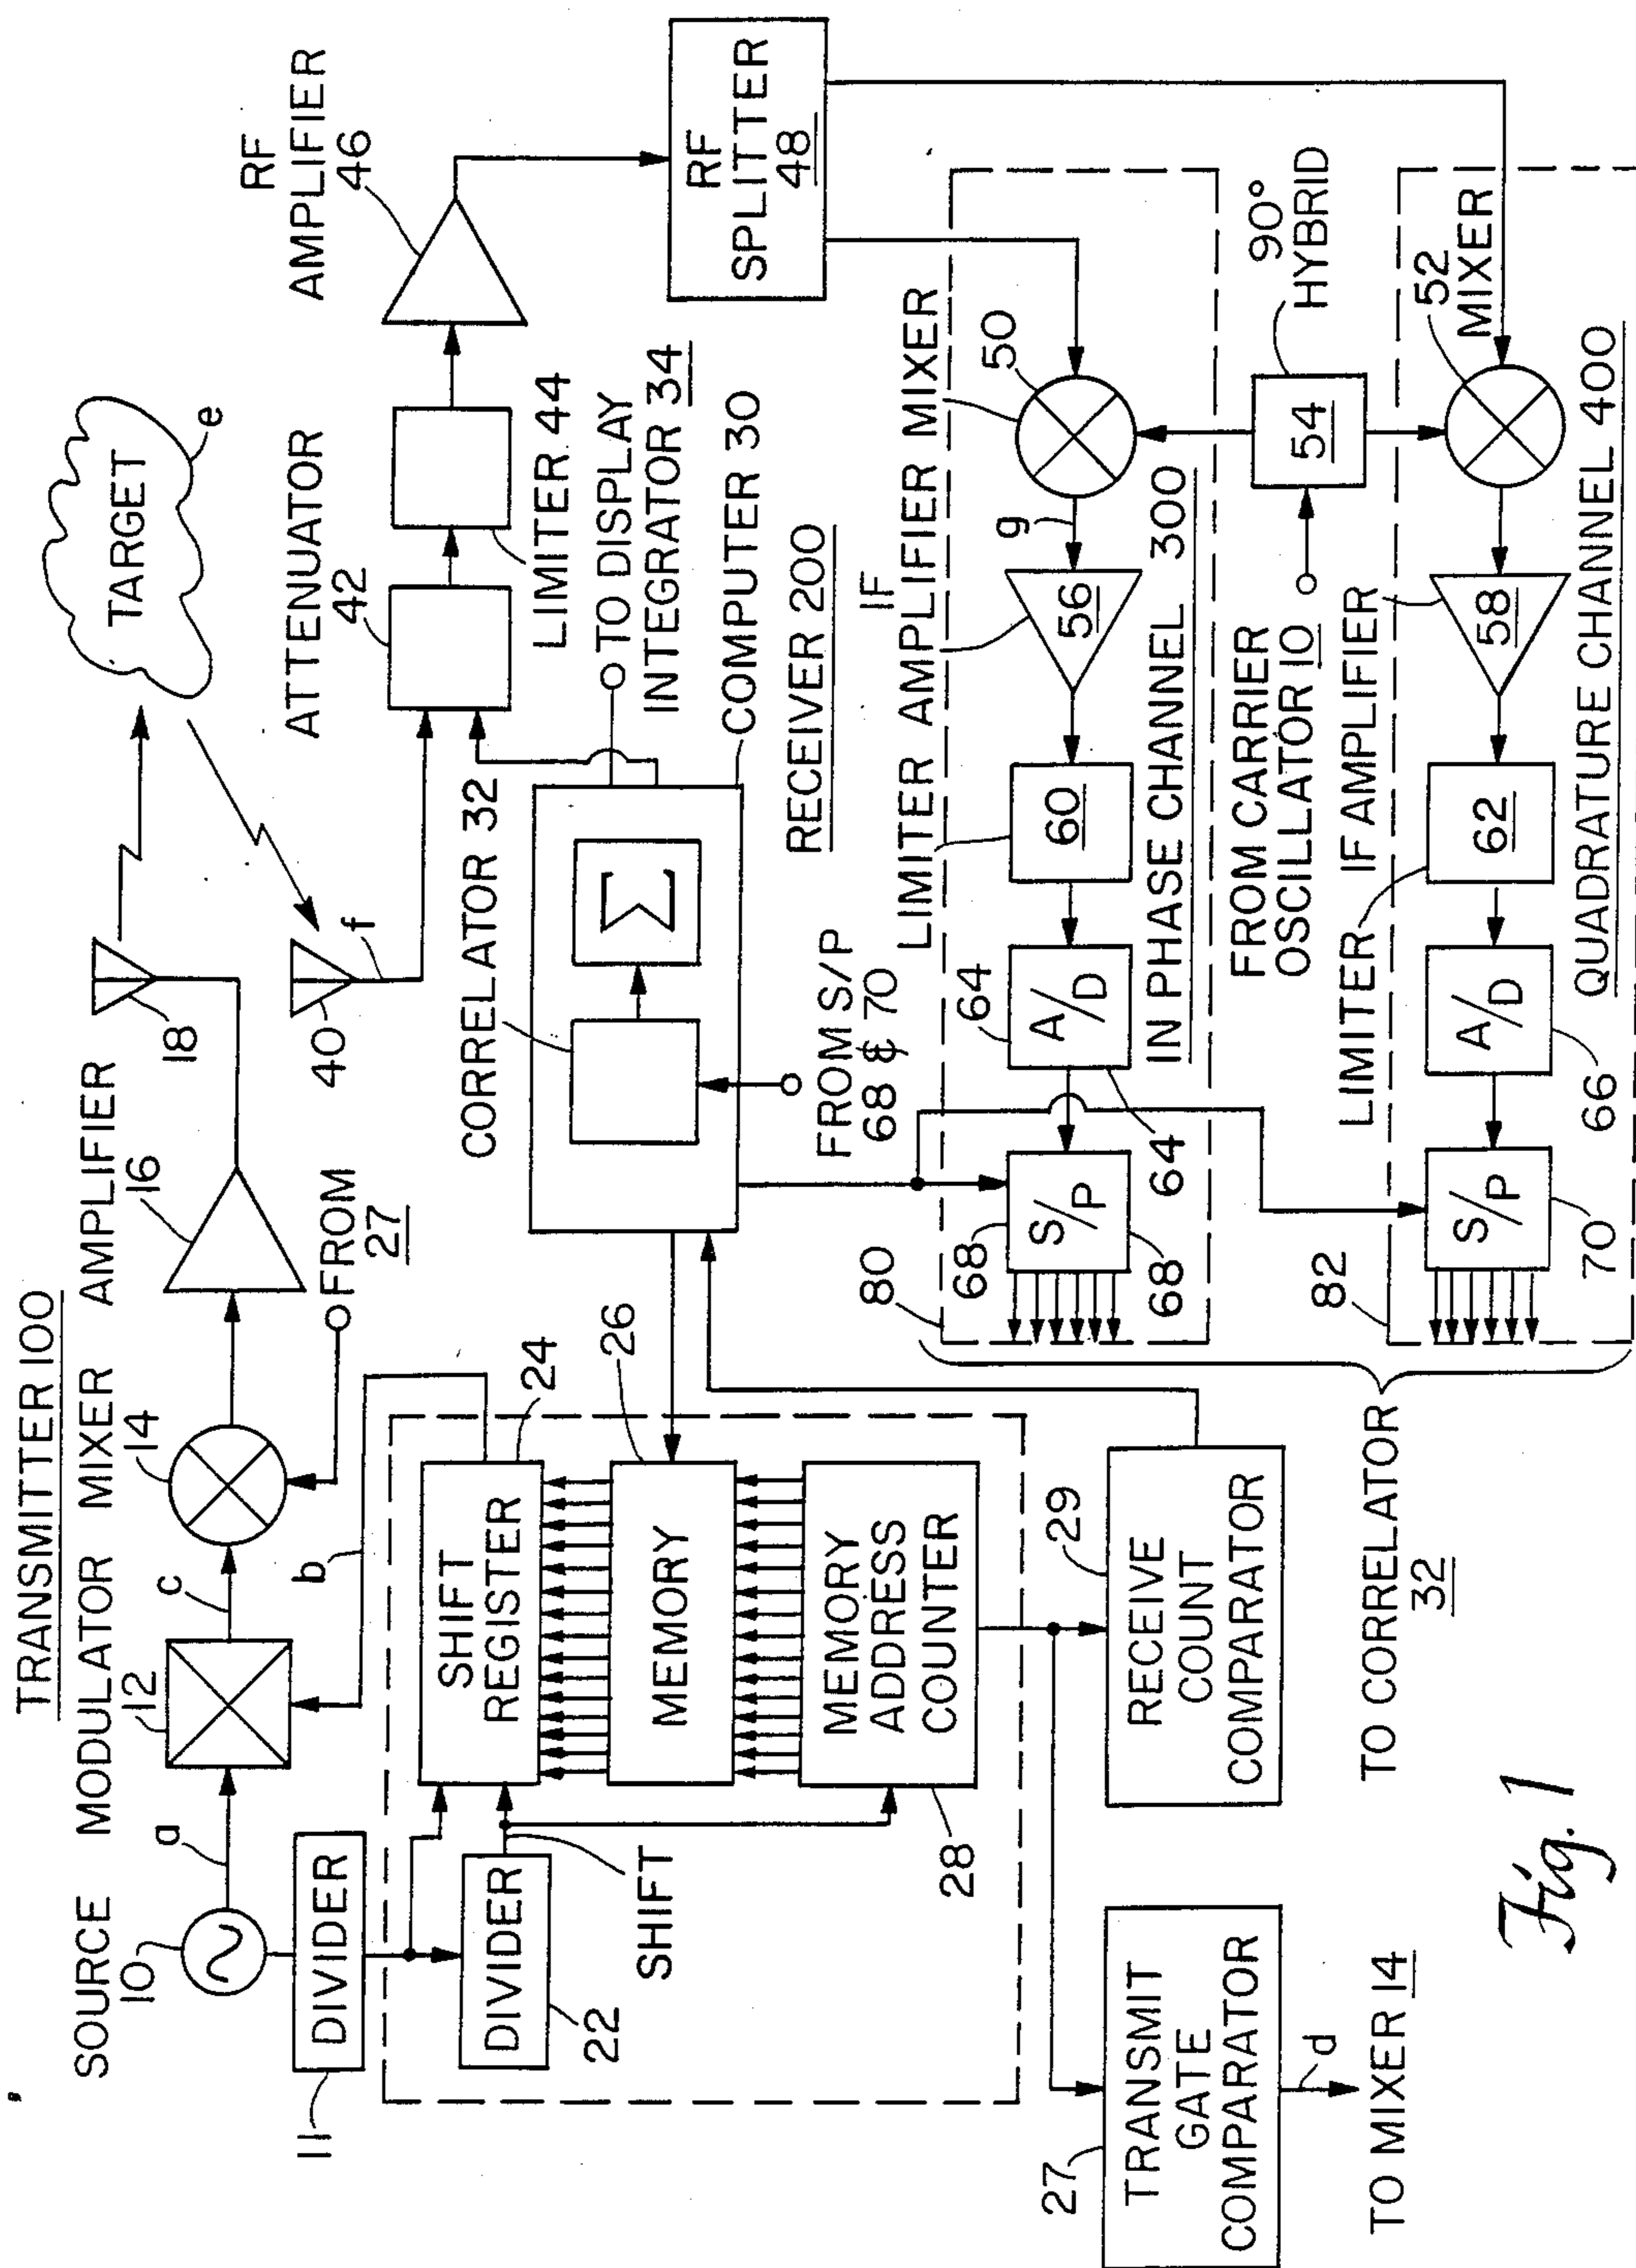 TRANSMITTER 100
SOURCE
10
MODULATOR
12
MIXER
14
AMPLIFIER
16
18
a
c
b
FROM
27
TARGET
e
40
f
ATTENUATOR
42
LIMITER 44
RF
AMPLIFIER
46
RF
SPLITTER
48
DIVIDER
11
DIVIDER
22
SHIFT
SHIFT
REGISTER
24
MEMORY
26
MEMORY
ADDRESS
COUNTER
28
CORRELATOR 32
Σ
TO DISPLAY
INTEGRATOR 34
COMPUTER 30
RECEIVER 200
FROM S/P
68 & 70
27
TRANSMIT
GATE
COMPARATOR
d
TO MIXER 14
29
RECEIVE
COUNT
COMPARATOR
80
68
S/P
68
64
A/D
64
LIMITER
60
IF
AMPLIFIER
56
g
MIXER
50
IN PHASE CHANNEL 300
FROM CARRIER
OSCILLATOR 10
54
90°
HYBRID
82
S/P
70
A/D
66
LIMITER
62
IF AMPLIFIER
58
52
MIXER
QUADRATURE CHANNEL 400
TO CORRELATOR
32
Fig. 1